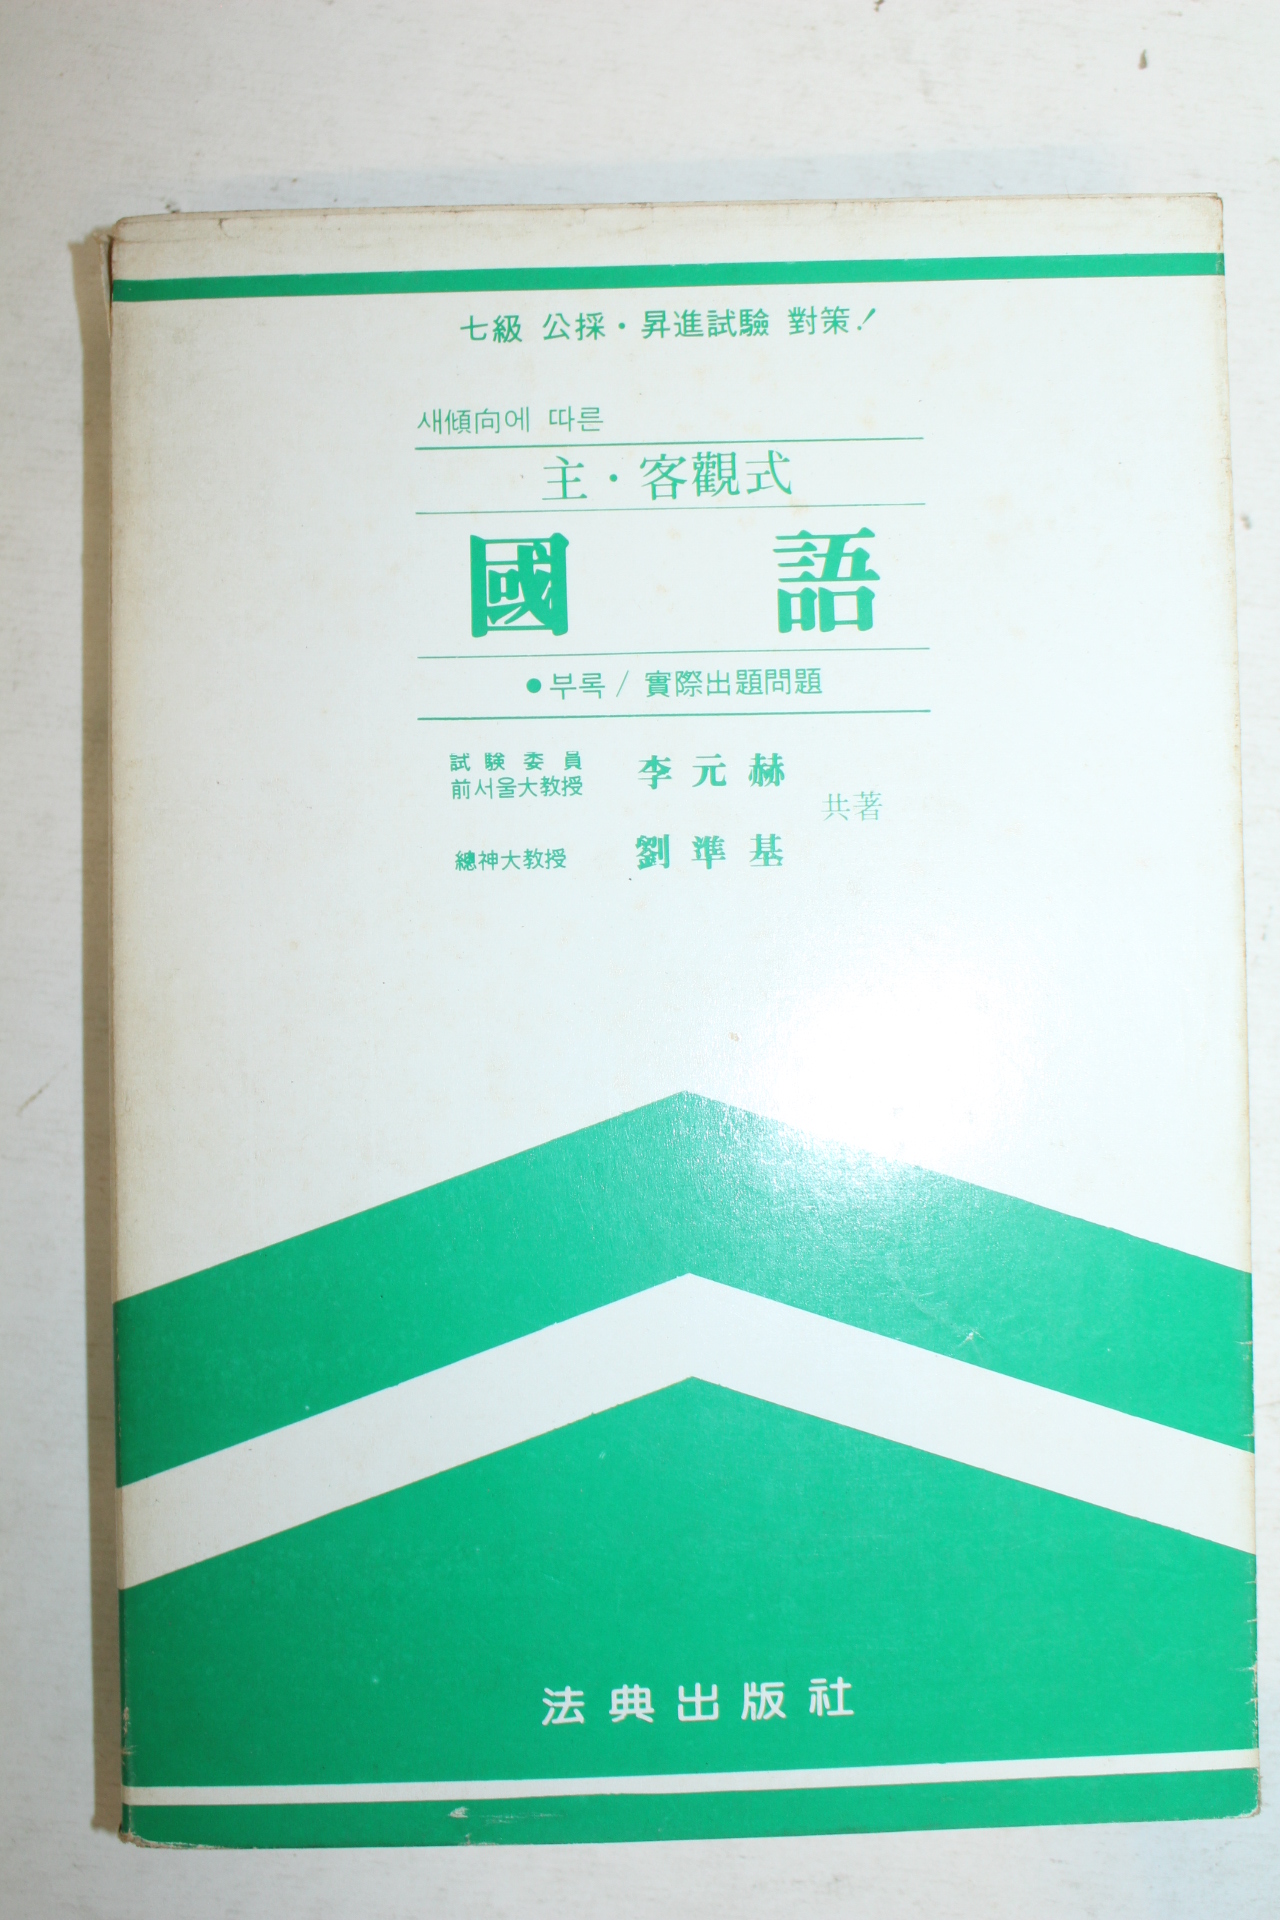 七級 公採·昇進試驗 對策!
새傾向에 따른
主·客觀式
國語
●부록/ 實際出題問題
試驗委員
前서울大教授 李元赫
共著
總神大教授 劉準基
法典出版社